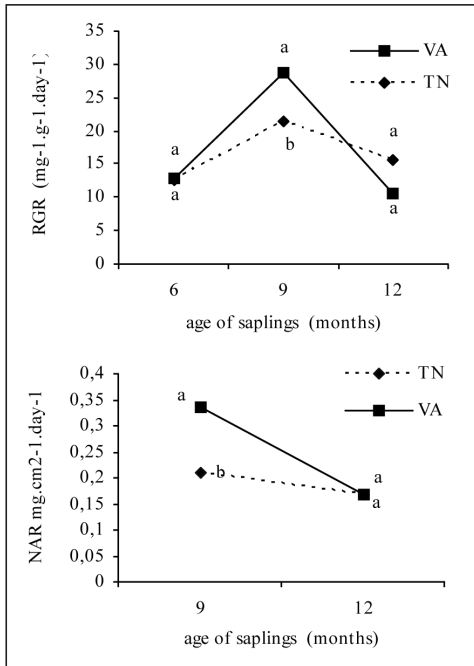 35
30
25
20
15
10
5
0
RGR (mg-1.g-1.day-1)
a
a
a
b
a
a
VA
TN
6 9 12
age of saplings (months)
0,4
0,35
0,3
0,25
0,2
0,15
0,1
0,05
0
NAR mg.cm2-1.day-1
a
b
a
a
TN
VA
9 12
age of saplings (months)